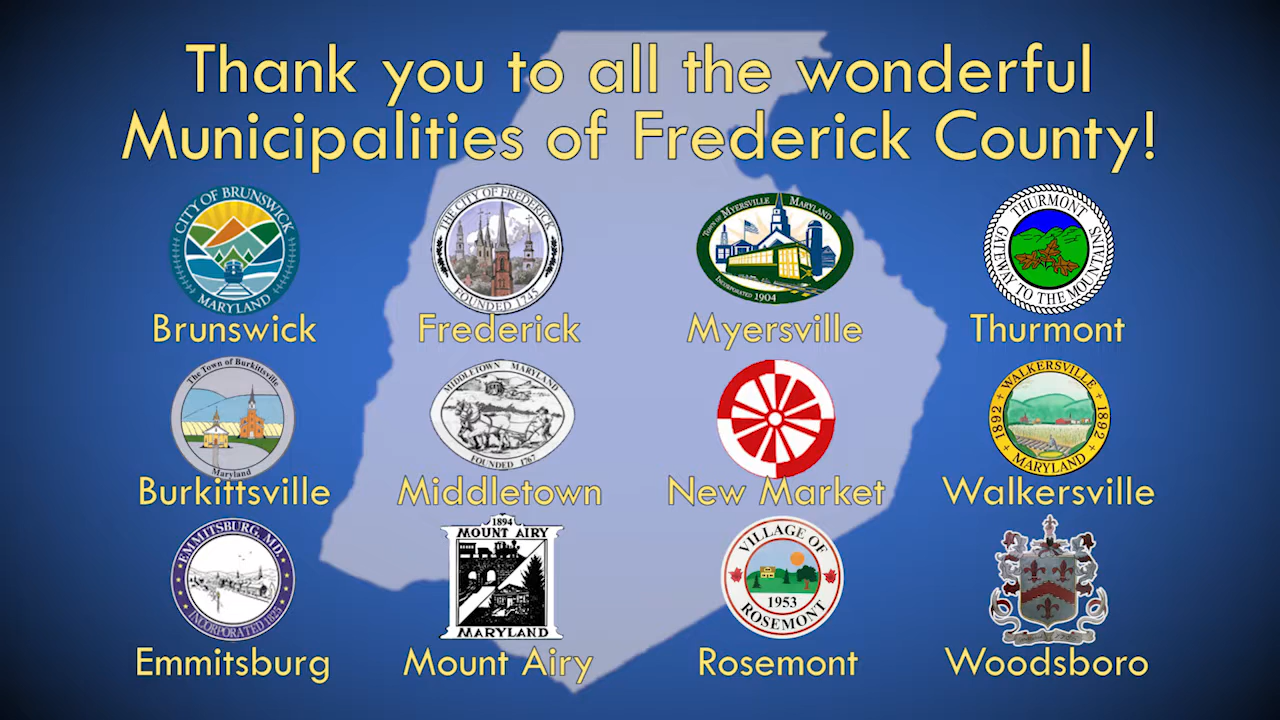 Thank you to all the wonderful
Municipalities of Frederick County!
CITY OF BRUNSWICK
MARYLAND
Brunswick
THE CITY OF FREDERICK
FOUNDED 1745
Frederick
TOWN OF MYERSVILLE MARYLAND
INCORPORATED 1904
Myersville
THURMONT
GATEWAY TO THE MOUNTAINS
Thurmont
The Town of Burkittsville
Maryland
Burkittsville
MIDDLETOWN MARYLAND
FOUNDED 1767
Middletown
New Market
WALKERSVILLE
1892 1892
MARYLAND
Walkersville
EMMITSBURG, MD.
INCORPORATED 1825
Emmitsburg
1894
MOUNT AIRY
MARYLAND
Mount Airy
VILLAGE OF
1953
ROSEMONT
Rosemont
Woodsboro